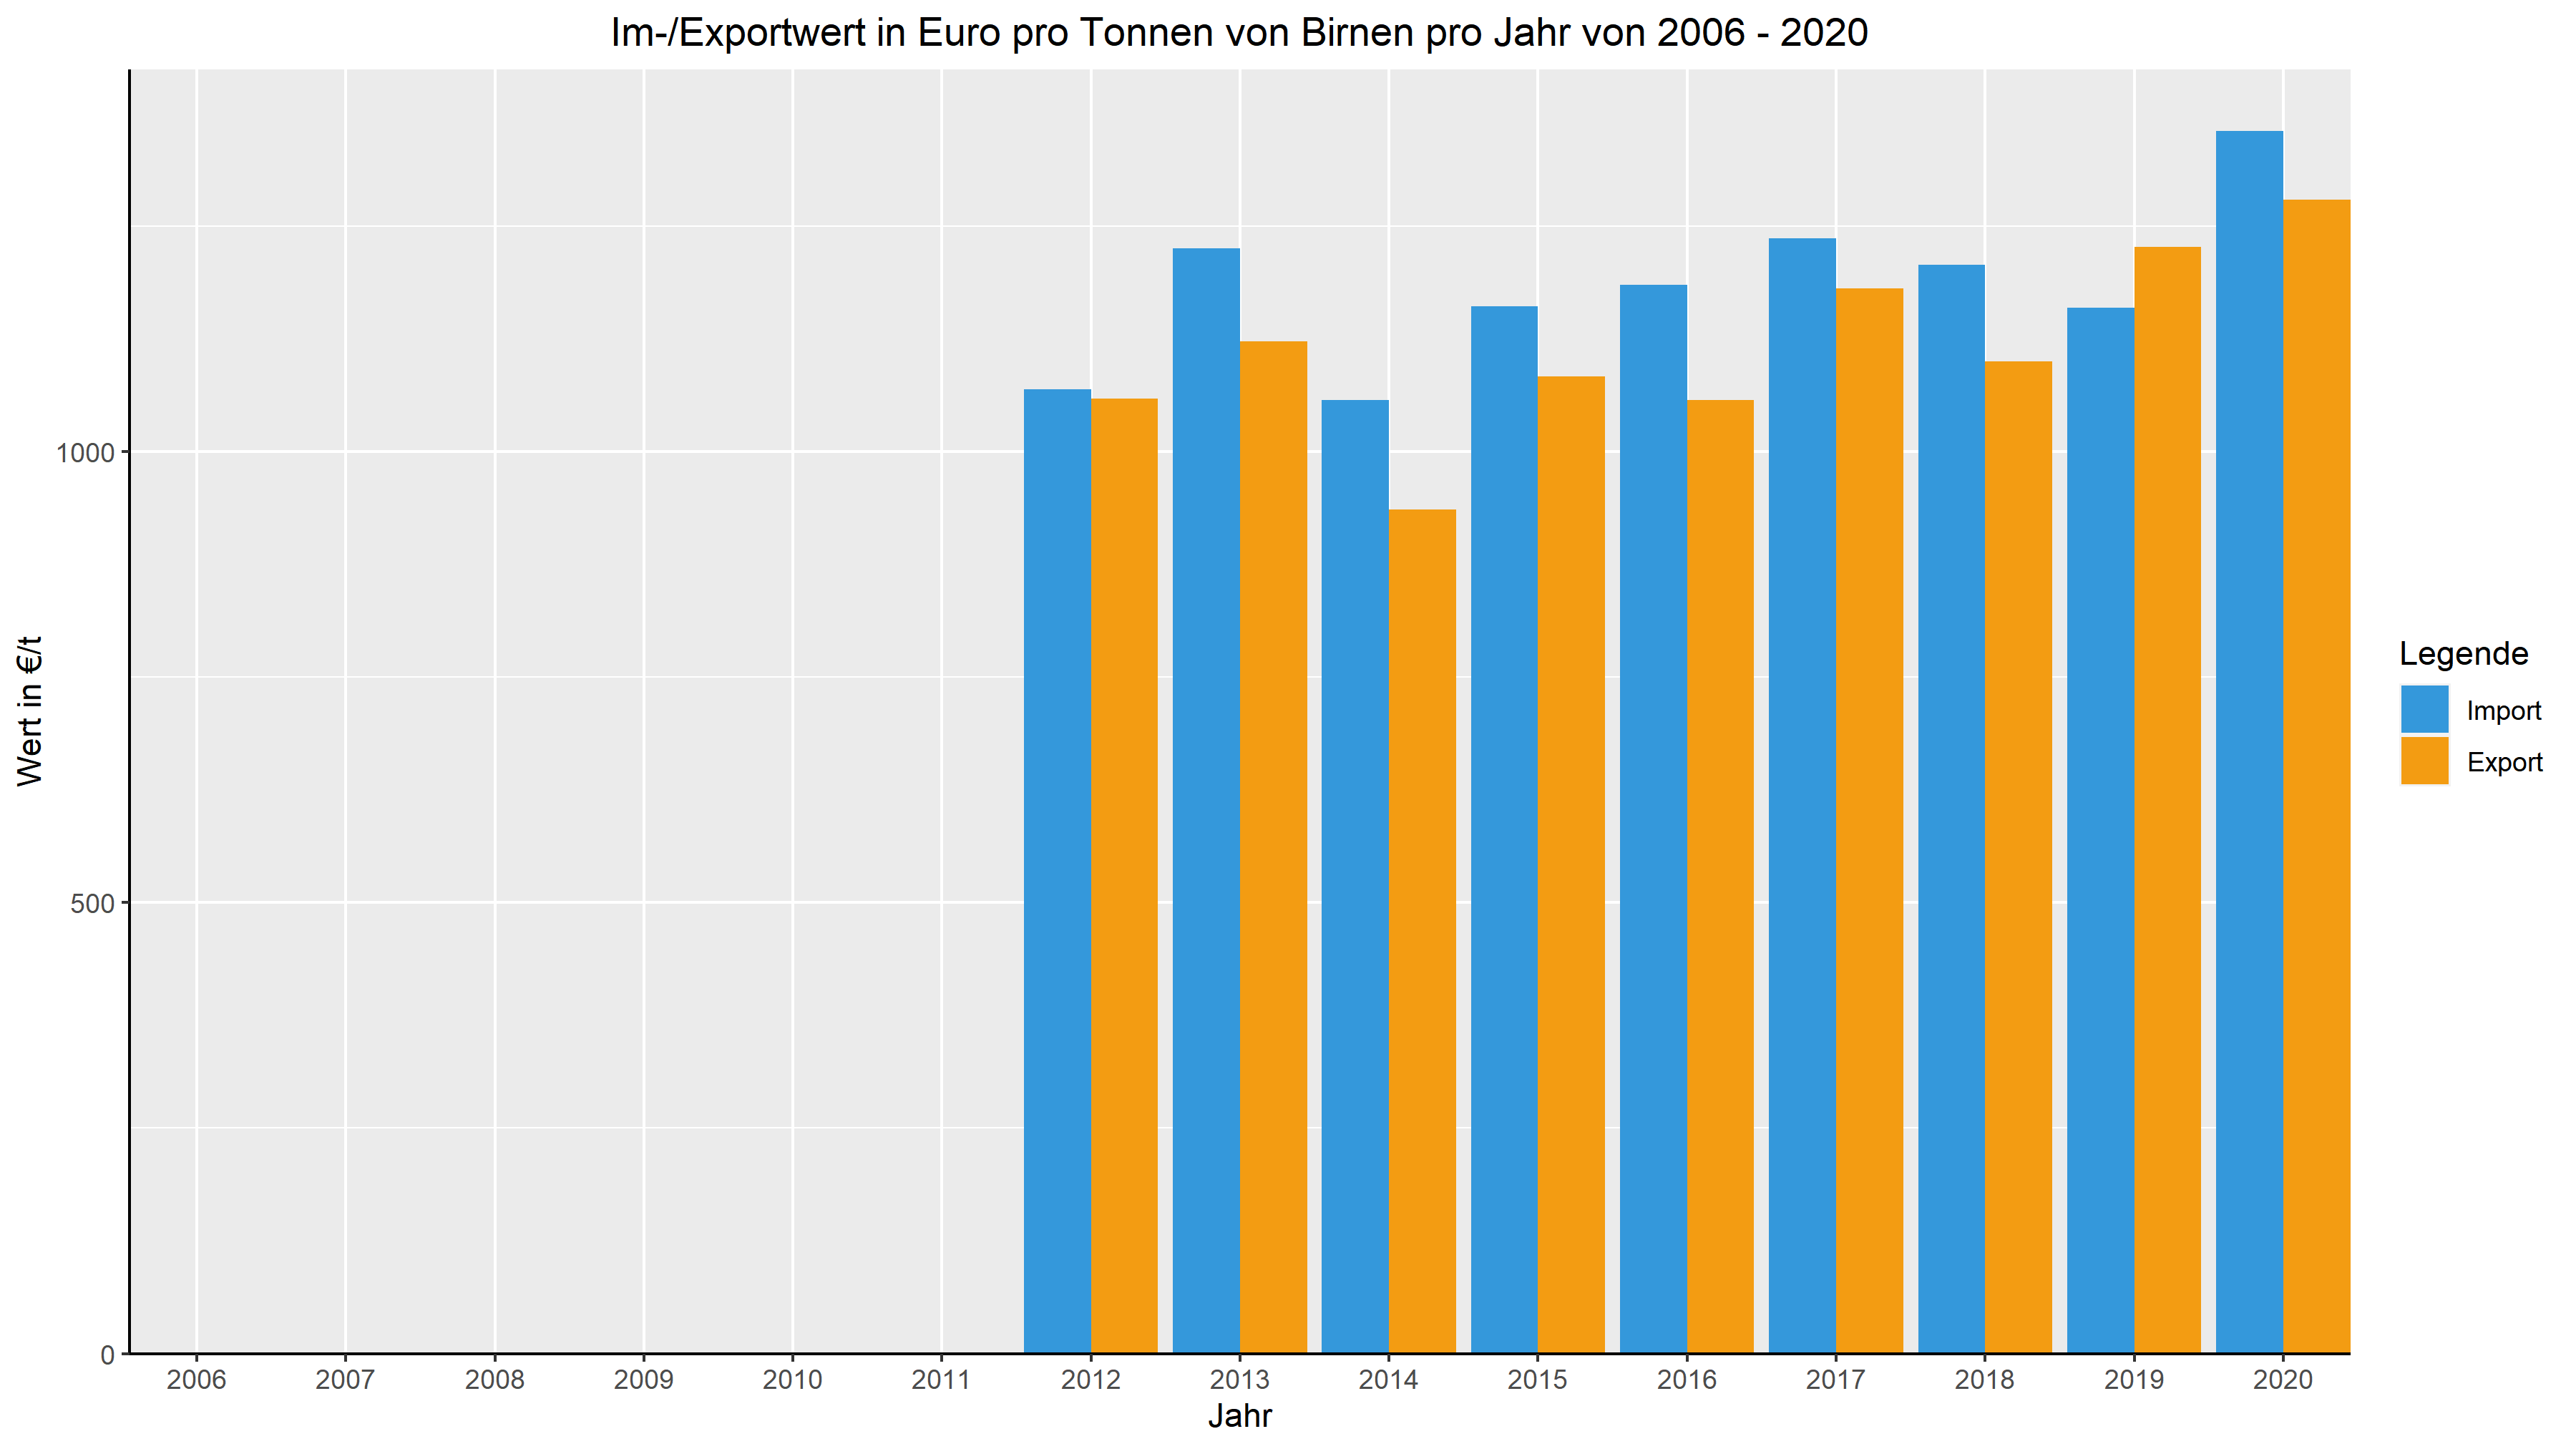 Im-/Exportwert in Euro pro Tonnen von Birnen pro Jahr von 2006 - 2020
Wert in €/t
1000
500
0
2006 2007 2008 2009 2010 2011 2012 2013 2014 2015 2016 2017 2018 2019 2020
Jahr
Legende
Import
Export